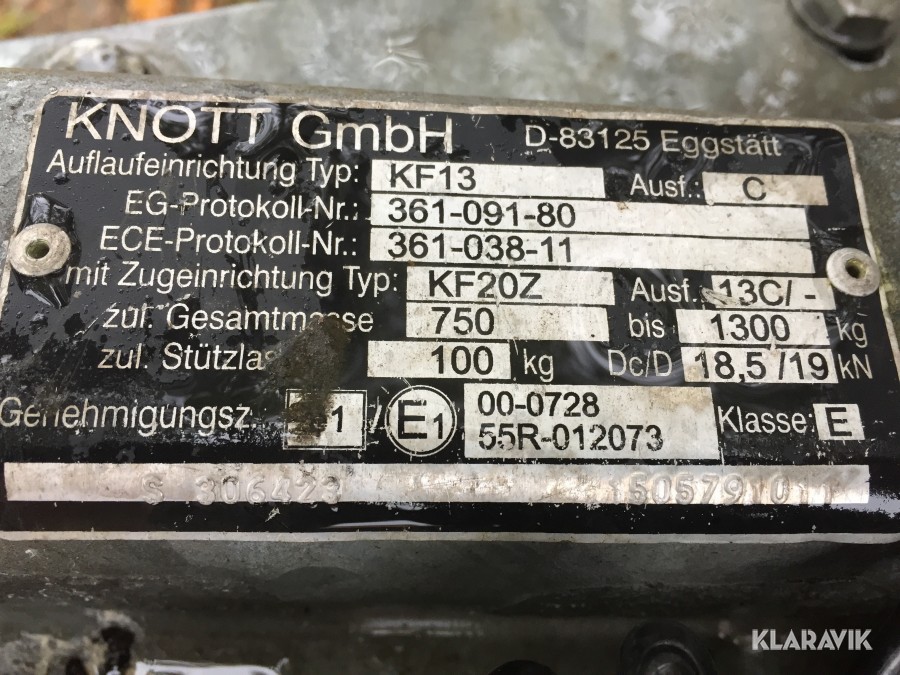 KNOTT GmbH D-83125 Eggstätt
Auflaufeinrichtung Typ: KF13 Ausf.: C
EG-Protokoll-Nr.: 361-091-80
ECE-Protokoll-Nr.: 361-038-11
mit Zugeinrichtung Typ: KF20Z Ausf.: 13C/-
zul. Gesamtmasse 750 bis 1300 kg
zul. 100 kg Dc/D 18,5/19 kN
Genehmigungsz.: 1 / E1 00-0728
55R-012073 Klasse: E
S 306423
KLARAVIK